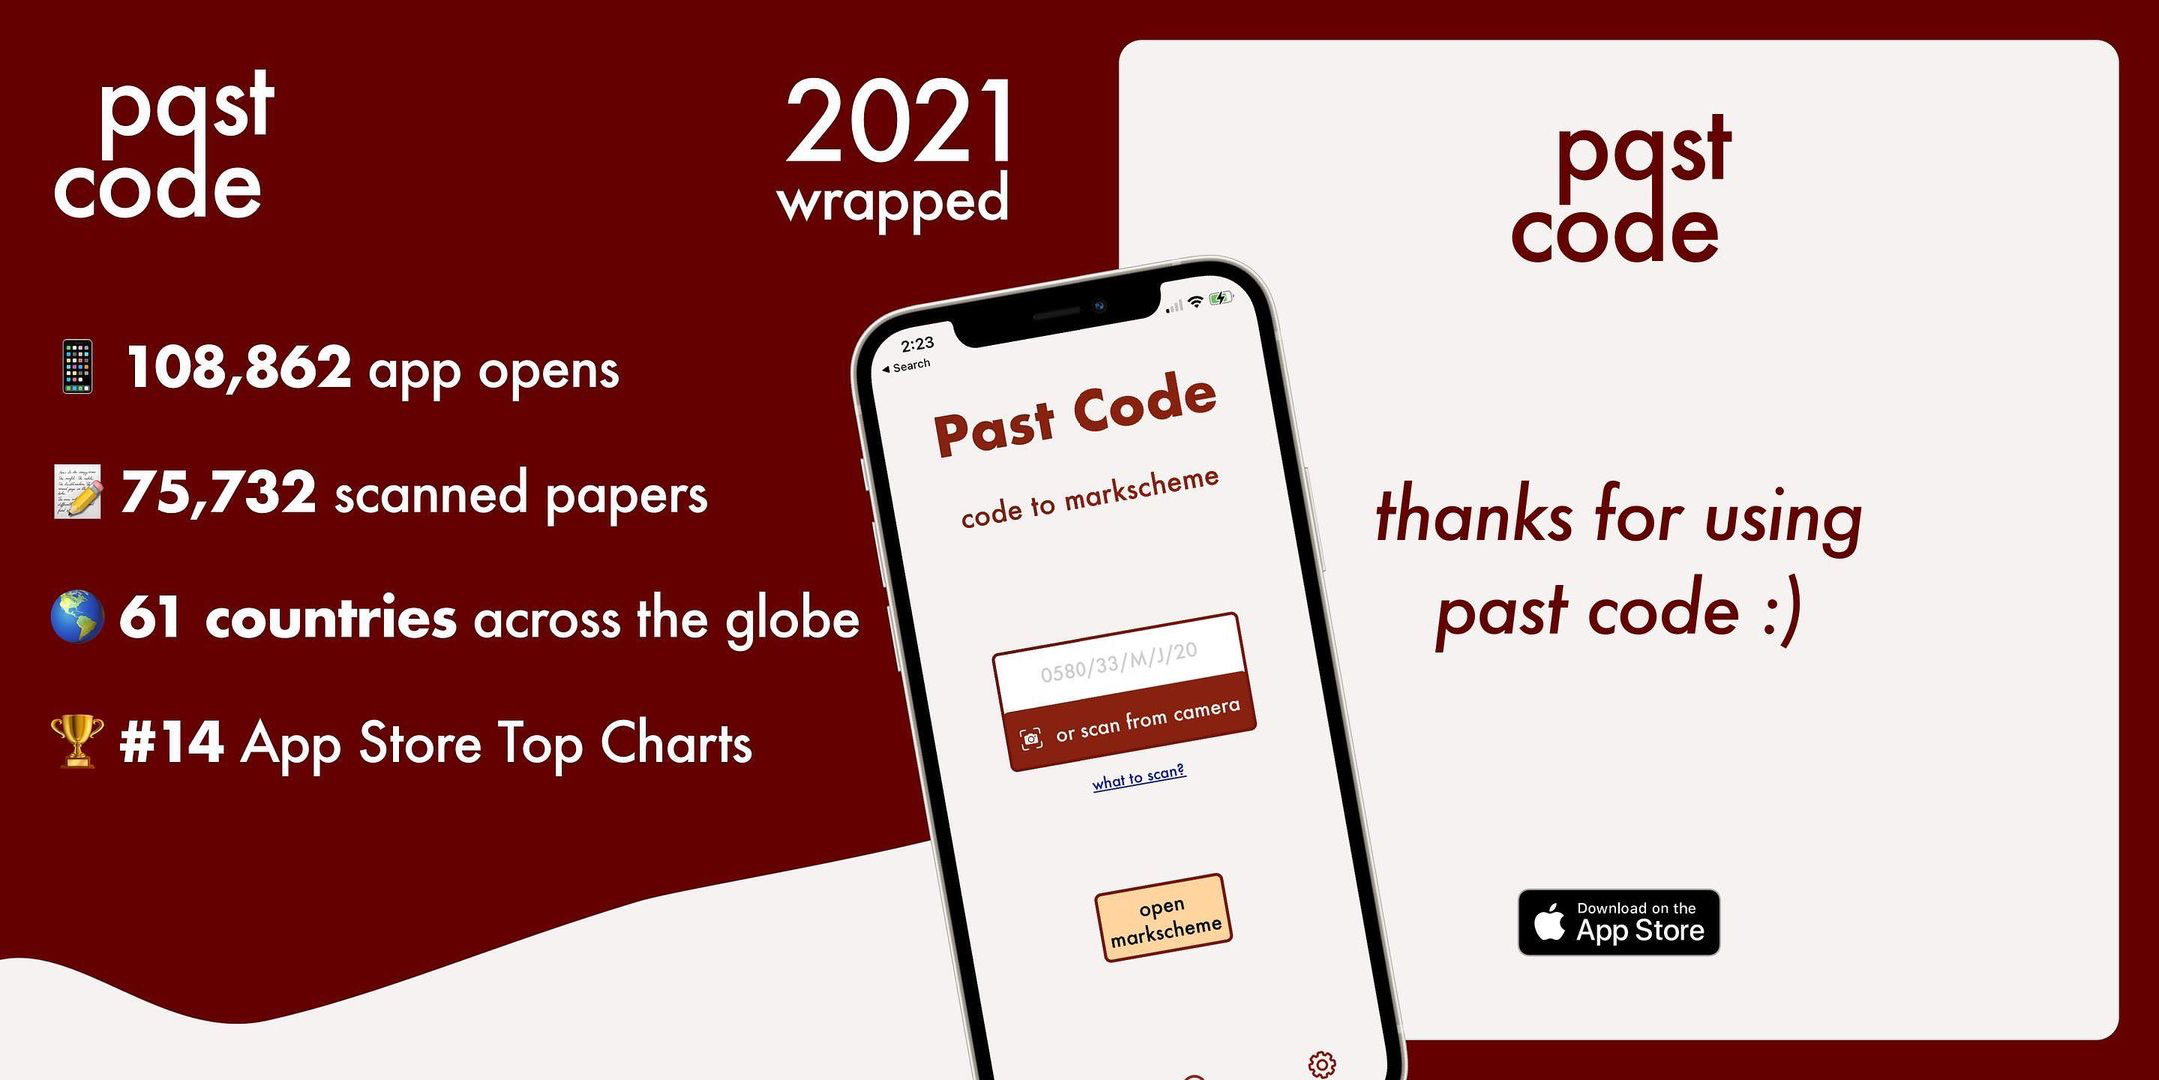 past
code
2021
wrapped
108,862 app opens
75,732 scanned papers
61 countries across the globe
#14 App Store Top Charts
2:23
◀ Search
Past Code
code to markscheme
0580/33/M/J/20
or scan from camera
what to scan?
open
markscheme
past
code
thanks for using
past code :)
Download on the
App Store